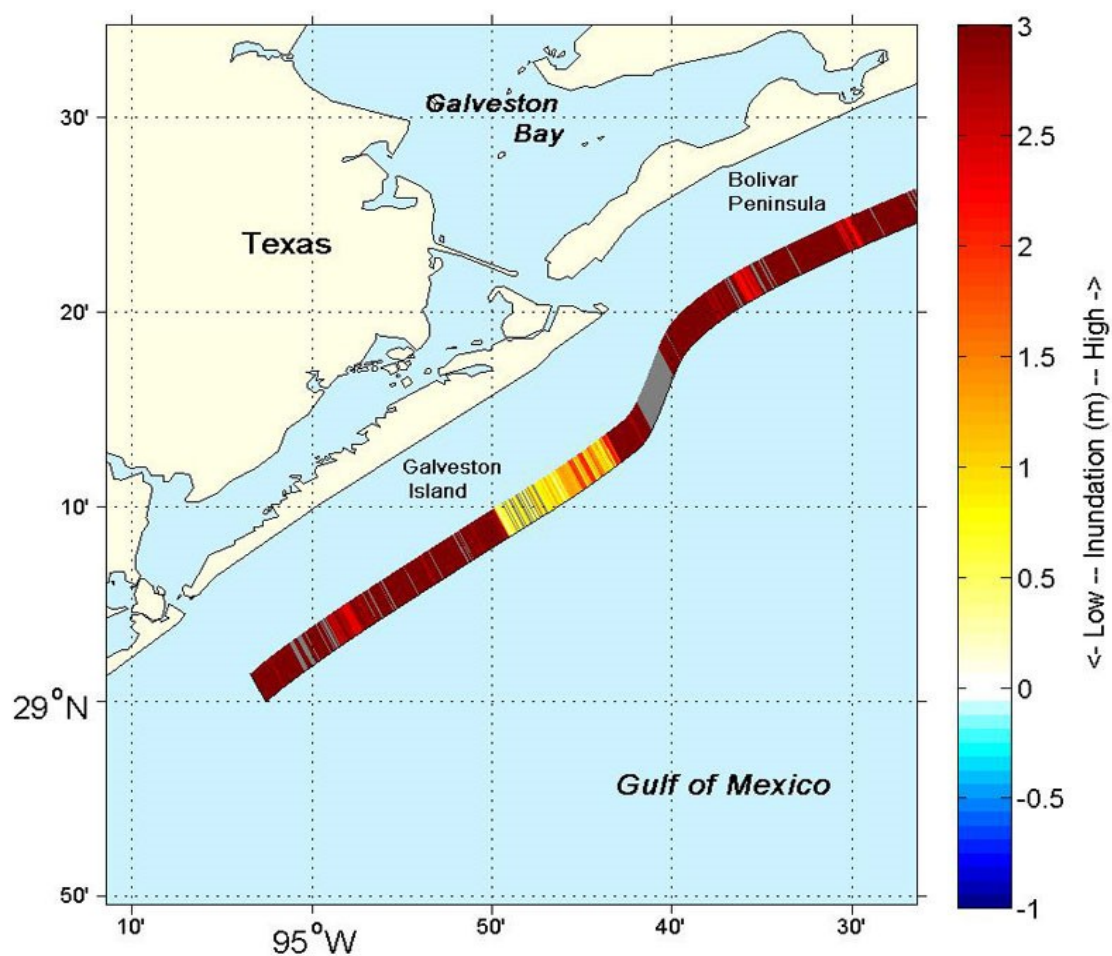 Galveston
Bay
Bolivar
Peninsula
Texas
Galveston
Island
Gulf of Mexico
30'
20'
10'
29°N
50'
10'
95°W
50'
40'
30'
3
2.5
2
1.5
1
0.5
0
-0.5
-1
<- Low -- Inundation (m) -- High ->